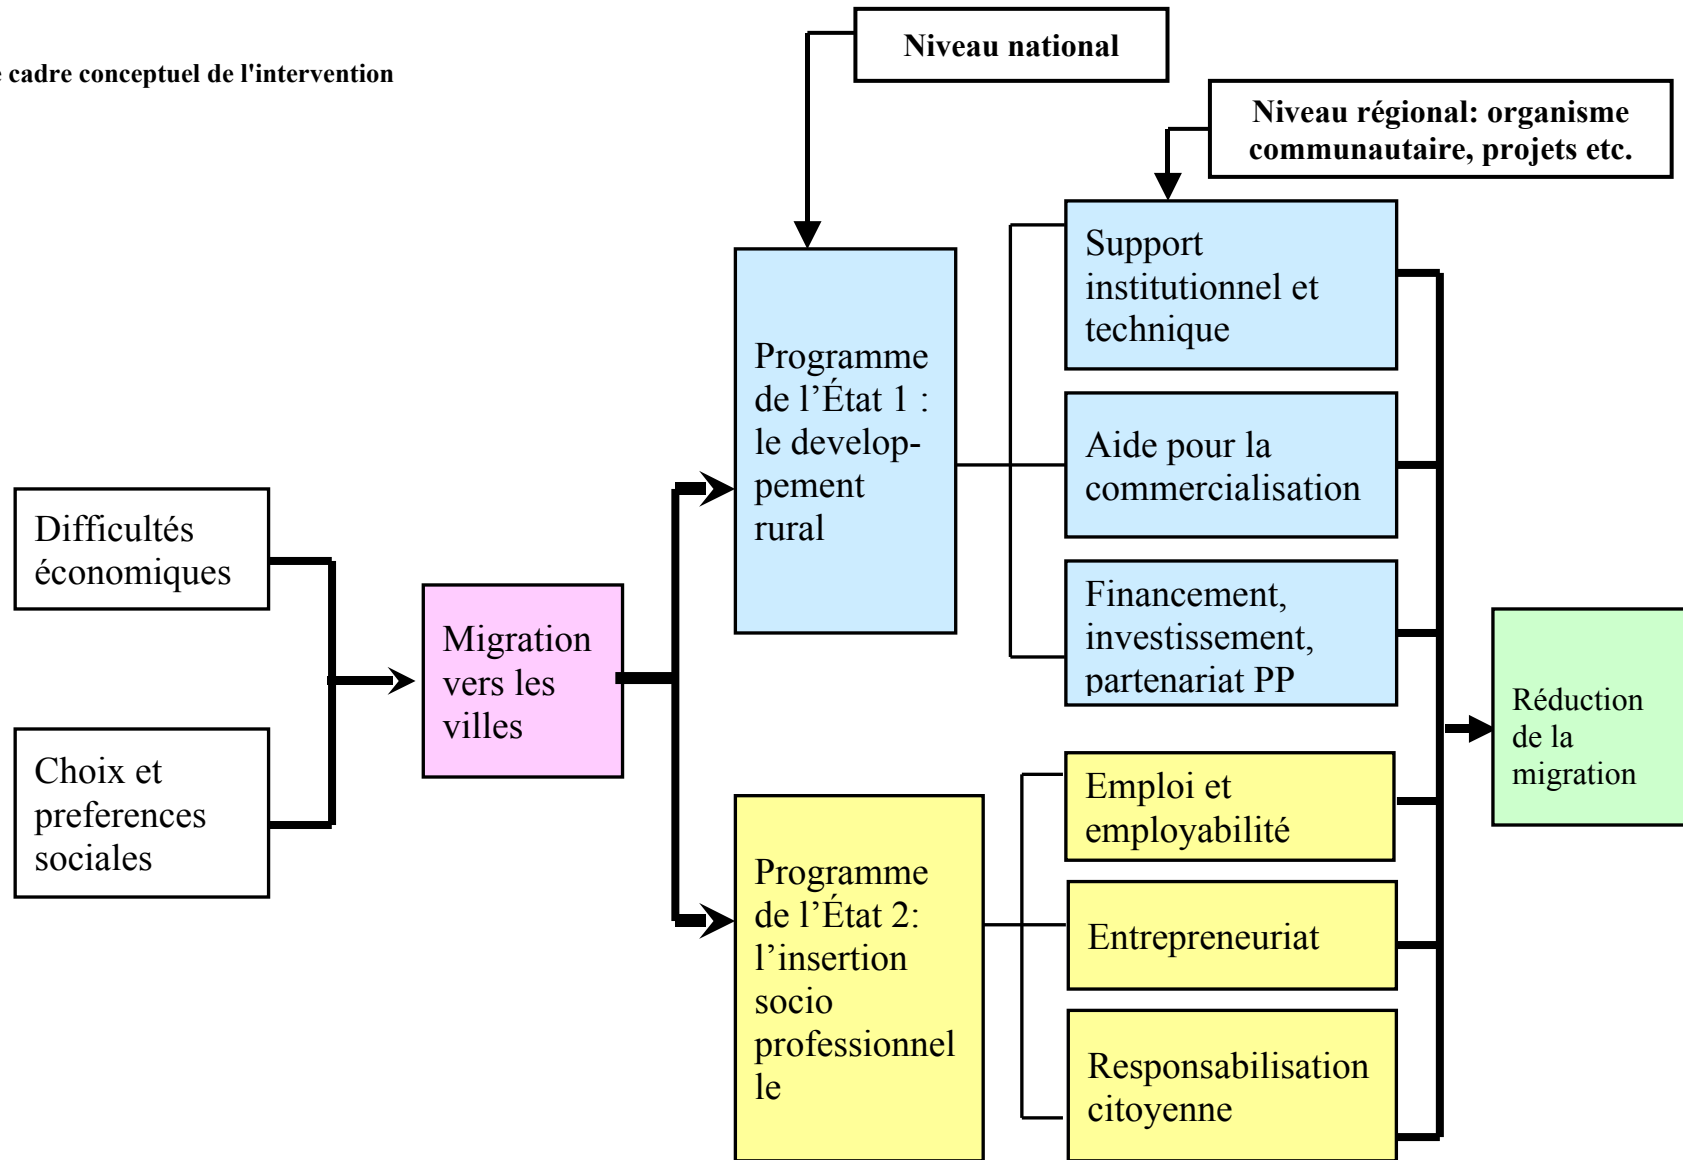 cadre conceptuel de l'intervention
Niveau national
Niveau régional: organisme
communautaire, projets etc.
Difficultés
économiques
Choix et
preferences
sociales
Migration
vers les
villes
Programme
de l’État 1 :
le develop-
pement
rural
Programme
de l’État 2:
l’insertion
socio
professionnel
le
Support
institutionnel et
technique
Aide pour la
commercialisation
Financement,
investissement,
partenariat PP
Emploi et
employabilité
Entrepreneuriat
Responsabilisation
citoyenne
Réduction
de la
migration